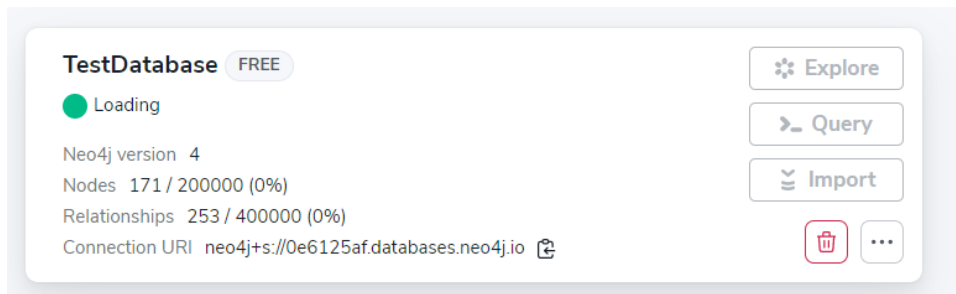 TestDatabase FREE
Loading
Neo4j version 4
Nodes 171 / 200000 (0%)
Relationships 253 / 400000 (0%)
Connection URI neo4j+s://0e6125af.databases.neo4j.io
Explore
Query
Import